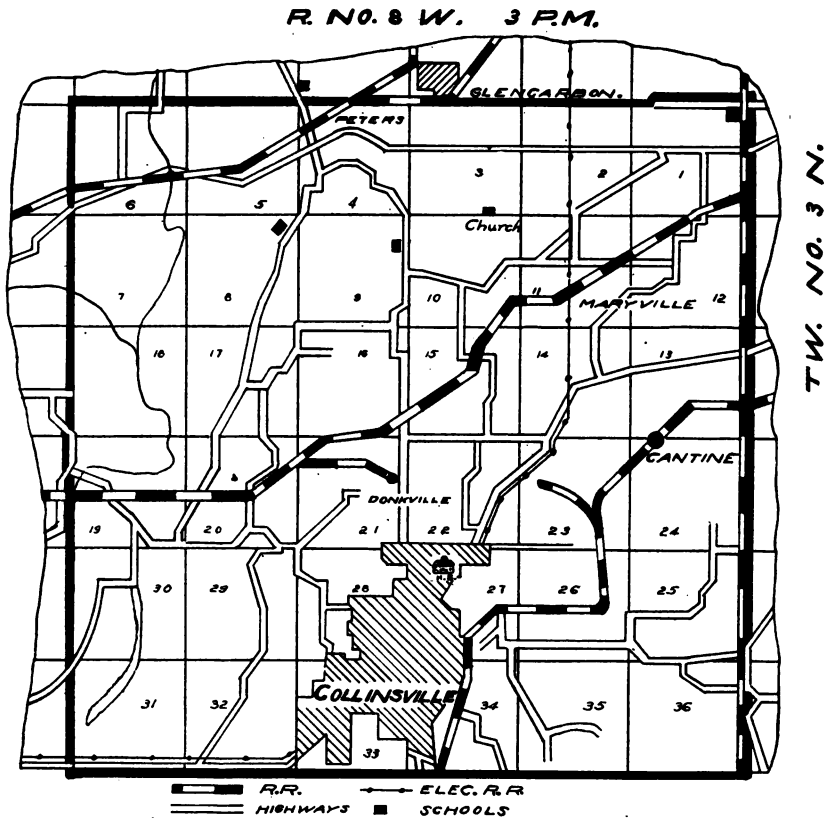 R. NO. 8 W. 3 P.M.
GLENCARBON.
PETERS
TW. NO. 3 N.
3 2 1
6 5 4
Church
7 8 9 10 11 12
MARYVILLE
18 17 16 15 14 13
CANTINE
DONKVILLE
19 20 21 22 23 24
30 29 28 27 26 25
COLLINSVILLE
31 32 34 35 36
33
R.R. ELEC. R.R.
HIGHWAYS SCHOOLS